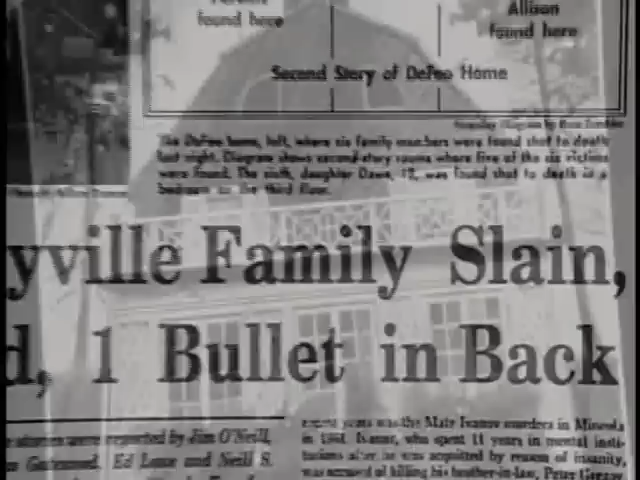 found here
Allison
found here
Second Story of DeFeo Home
The DeFeo home, left, where six family members were found shot to death
last night. Diagram shows second-story rooms where five of the six victims
were found. The sixth, daughter Dawn, 18, was found shot to death in a
bedroom on the third floor.
yville Family Slain,
d, 1 Bullet in Back
stories were reported by Jim O'Neill,
Ed Lowe and Neill S.
years was the Maie Ivanov murders in Mineola
in 1961. Ivanov, who spent 11 years in mental insti-
tutions after he was acquitted by reason of insanity,
was accused of killing his brother-in-law, Peter